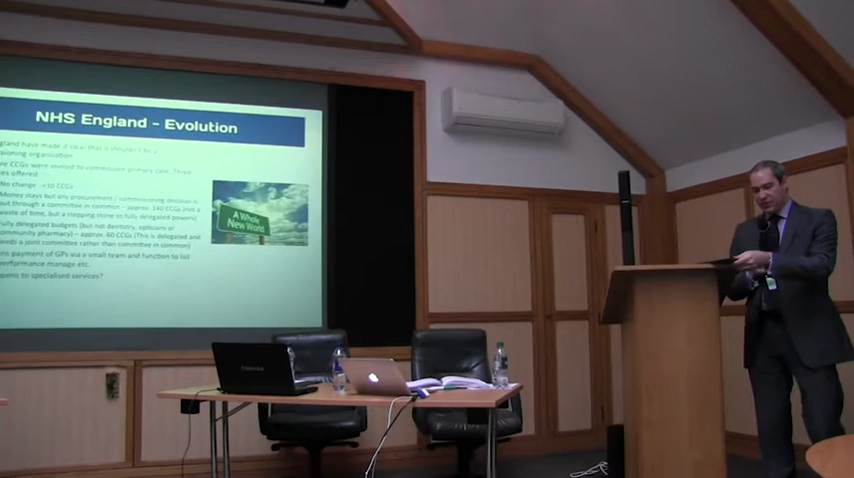 NHS England – Evolution
gland have made it clear that it shouldn't be a
sioning organisation
re CCGs were invited to commission primary care. Three
es offered
No change - <10 CCGs
Money stays but any procurement / commissioning decision is
put through a committee in common – approx. 140 CCGs (not a
waste of time, but a stepping stone to fully delegated powers)
Fully delegated budgets (but not dentistry, opticians or
community pharmacy) – approx. 60 CCGs (This is delegated and
needs a joint committee rather than committee in common)
ns payment of GPs via a small team and function to list
performance manage etc.
pens to specialised services?
A Whole
New World
TOSHIBA